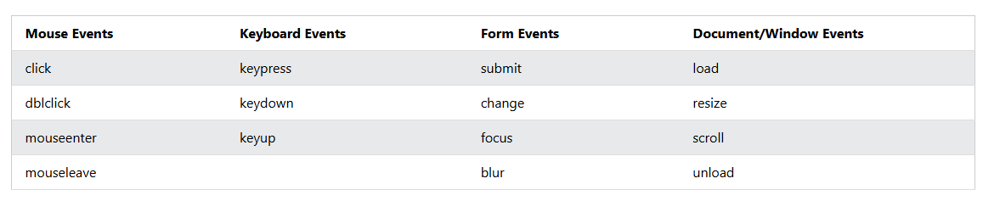 Mouse Events Keyboard Events Form Events Document/Window Events
click keypress submit load
dblclick keydown change resize
mouseenter keyup focus scroll
mouseleave blur unload